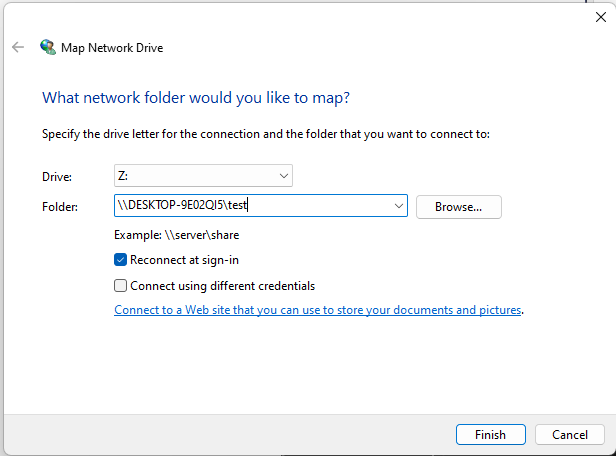 Map Network Drive
What network folder would you like to map?
Specify the drive letter for the connection and the folder that you want to connect to:
Drive: Z:
Folder: \\DESKTOP-9E02QI5\test Browse...
Example: \\server\share
Reconnect at sign-in
Connect using different credentials
Connect to a Web site that you can use to store your documents and pictures.
Finish Cancel